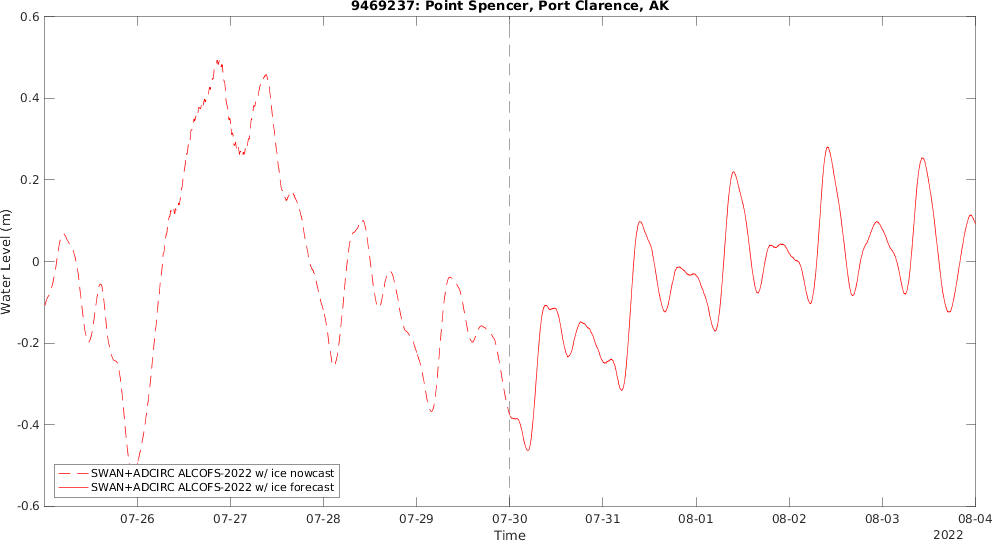 9469237: Point Spencer, Port Clarence, AK
0.6
0.4
0.2
0
-0.2
-0.4
-0.6
Water Level (m)
SWAN+ADCIRC ALCOFS-2022 w/ ice nowcast
SWAN+ADCIRC ALCOFS-2022 w/ ice forecast
07-26 07-27 07-28 07-29 07-30 07-31 08-01 08-02 08-03 08-04
Time
2022